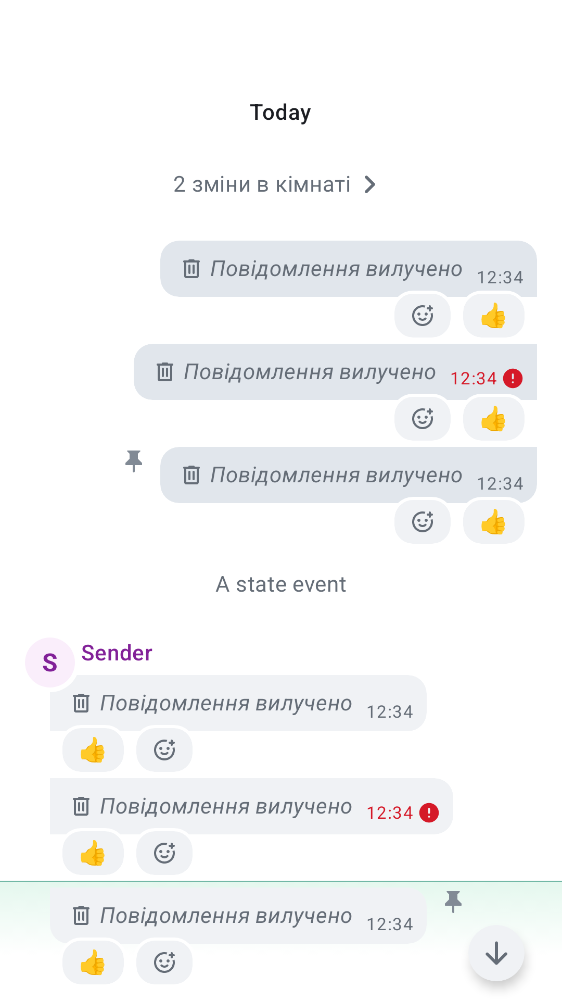 Today
2 зміни в кімнаті
Повідомлення вилучено 12:34
👍
Повідомлення вилучено 12:34
👍
Повідомлення вилучено 12:34
👍
A state event
S Sender
Повідомлення вилучено 12:34
👍
Повідомлення вилучено 12:34
👍
Повідомлення вилучено 12:34
👍